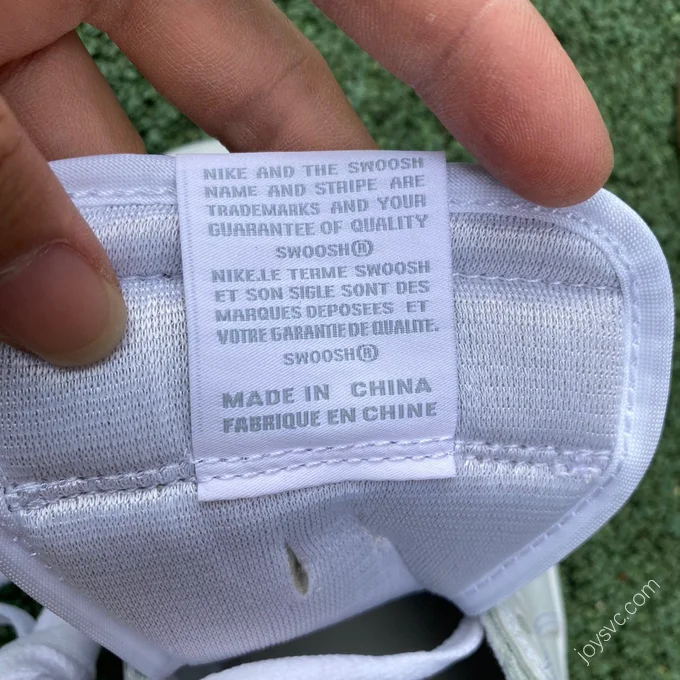 NIKE AND THE SWOOSH
NAME AND STRIPE ARE
TRADEMARKS AND YOUR
GUARANTEE OF QUALITY
SWOOSH®
NIKE.LE TERME SWOOSH
ET SON SIGLE SONT DES
MARQUES DEPOSEES ET
VOTRE GARANTIE DE QUALITE.
SWOOSH®
MADE IN CHINA
FABRIQUE EN CHINE
joysvc.com